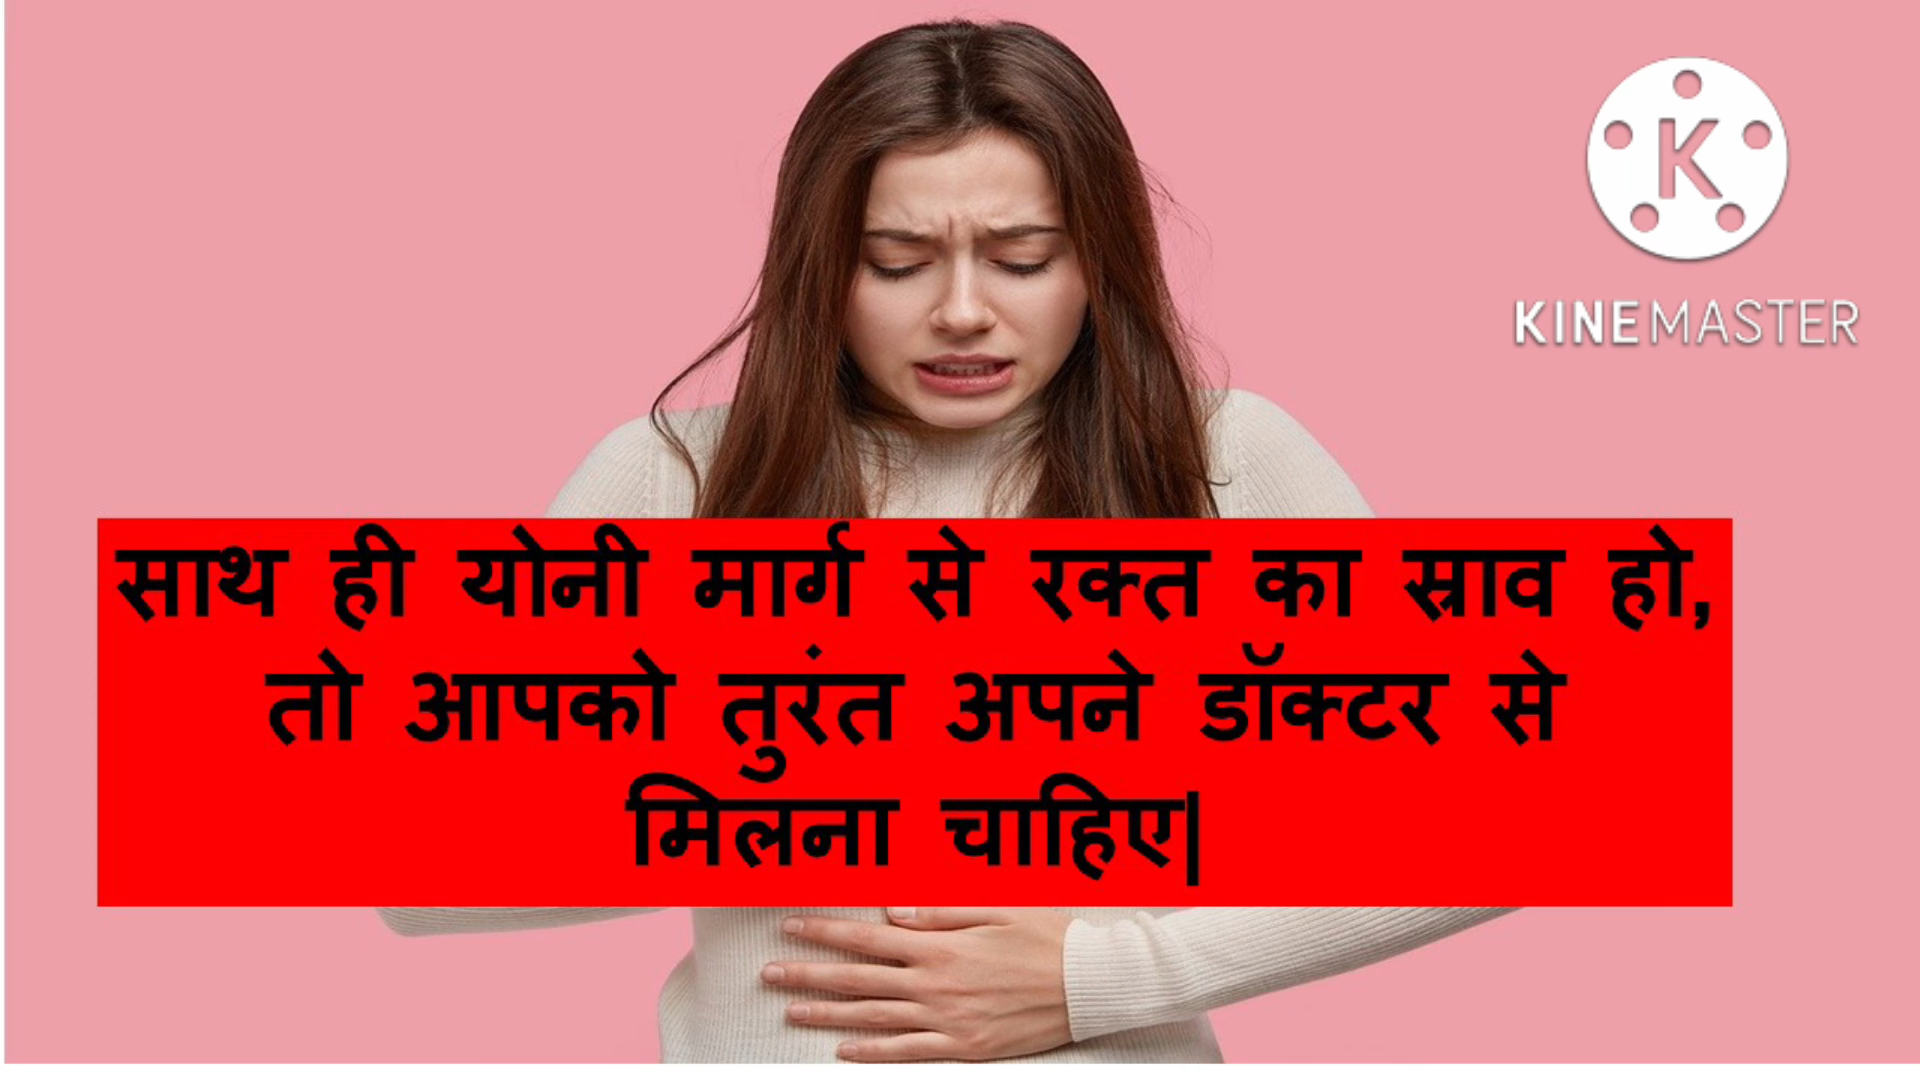 K
KINEMASTER
साथ ही योनी मार्ग से रक्त का स्राव हो,
तो आपको तुरंत अपने डॉक्टर से
मिलना चाहिए|